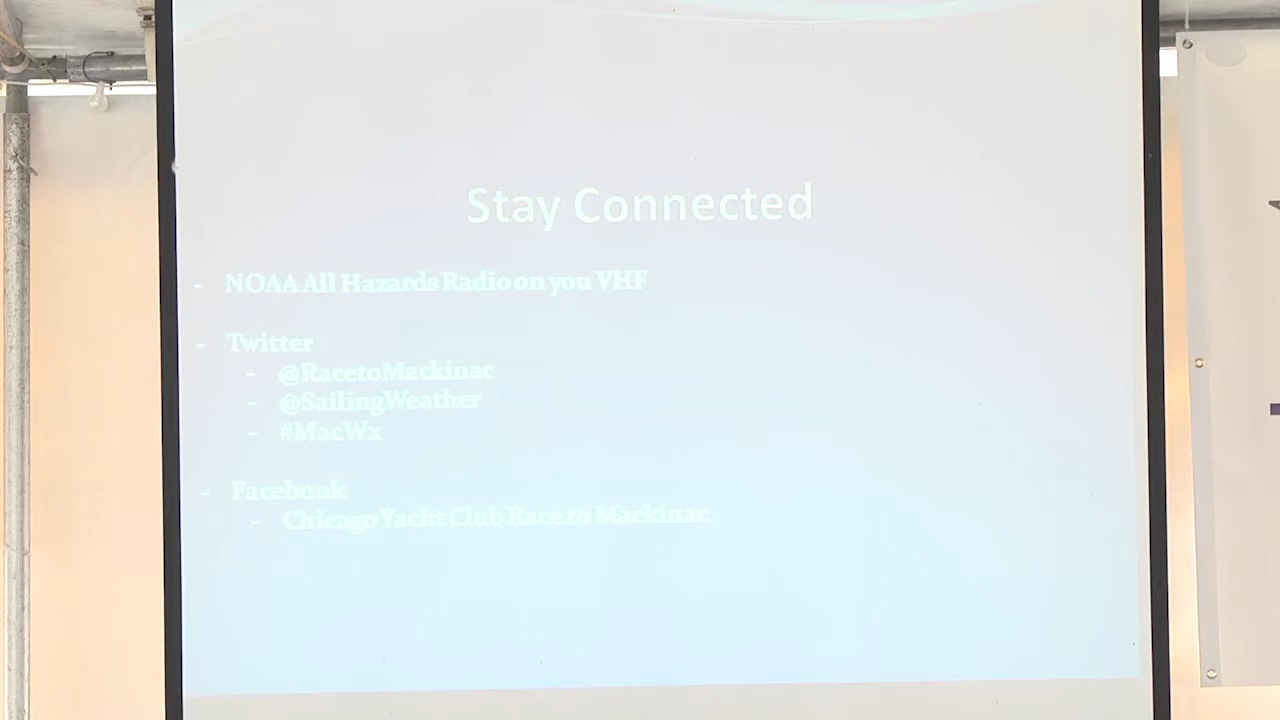 Stay Connected
- NOAA All Hazards Radio on you VHF
- Twitter
- @RacetoMackinac
- @SailingWeather
- #MacWx
- Facebook
- Chicago Yacht Club Race to Mackinac